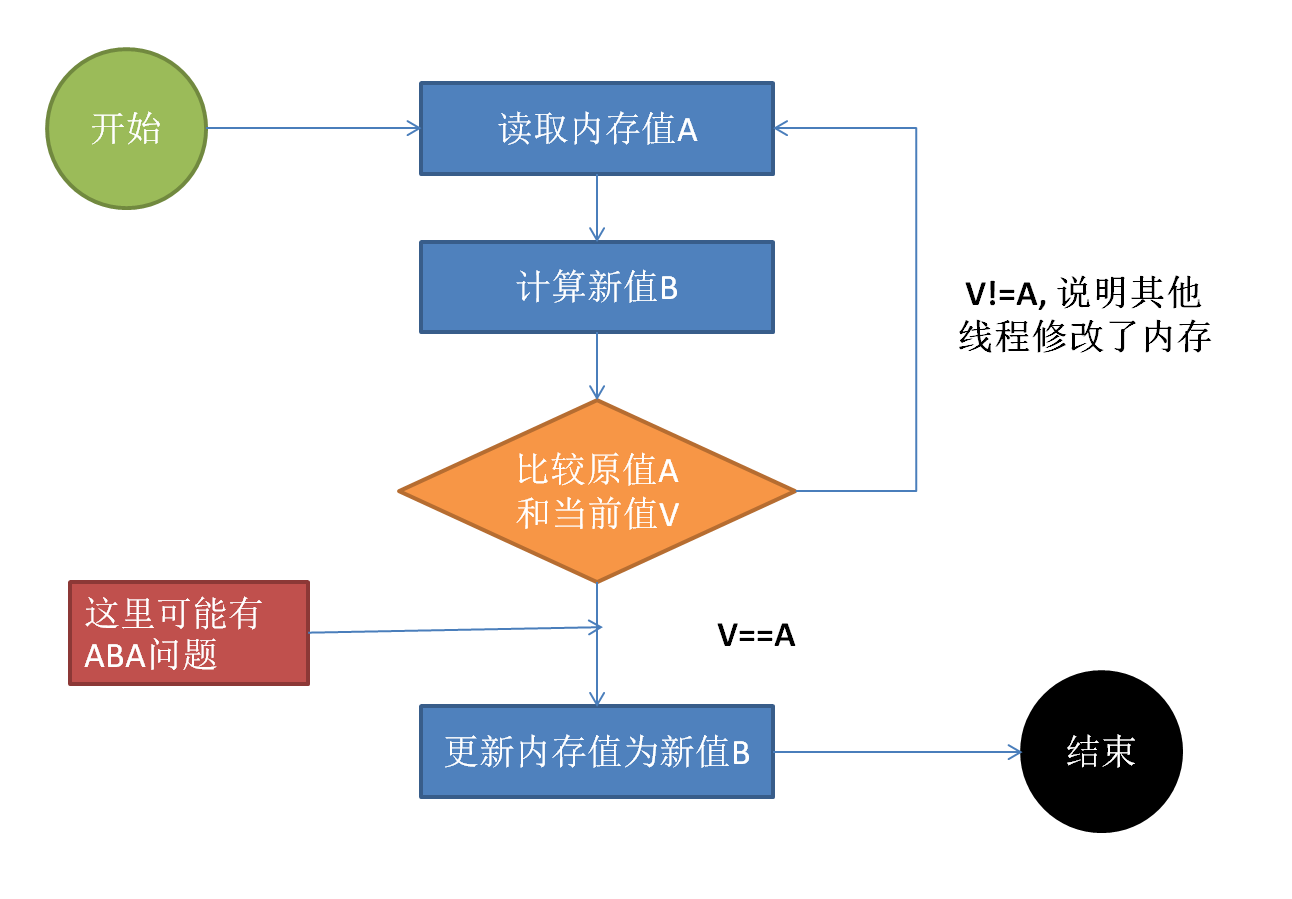 开始
读取内存值A
计算新值B
V!=A, 说明其他
线程修改了内存
比较原值A
和当前值V
这里可能有
ABA问题
V==A
更新内存值为新值B
结束